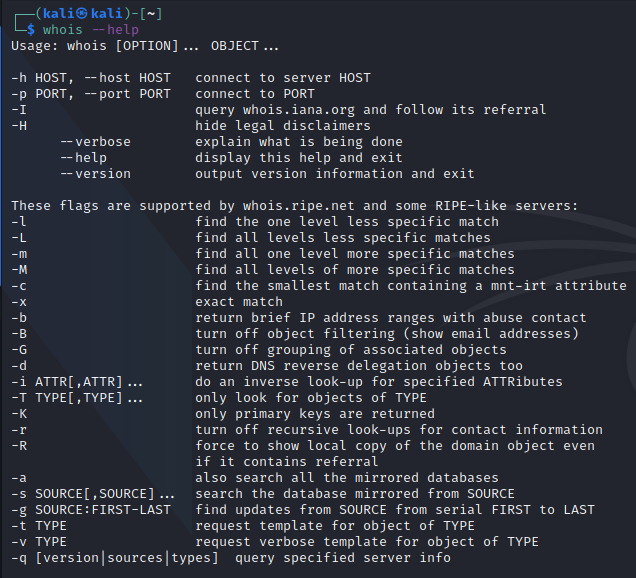 (kali㉿kali)-[~]
$ whois --help
Usage: whois [OPTION]... OBJECT...
-h HOST, --host HOST   connect to server HOST
-p PORT, --port PORT   connect to PORT
-I                     query whois.iana.org and follow its referral
-H                     hide legal disclaimers
      --verbose        explain what is being done
      --help           display this help and exit
      --version        output version information and exit
These flags are supported by whois.ripe.net and some RIPE-like servers:
-l                     find the one level less specific match
-L                     find all levels less specific matches
-m                     find all one level more specific matches
-M                     find all levels of more specific matches
-c                     find the smallest match containing a mnt-irt attribute
-x                     exact match
-b                     return brief IP address ranges with abuse contact
-B                     turn off object filtering (show email addresses)
-G                     turn off grouping of associated objects
-d                     return DNS reverse delegation objects too
-i ATTR[,ATTR]...      do an inverse look-up for specified ATTRibutes
-T TYPE[,TYPE]...      only look for objects of TYPE
-K                     only primary keys are returned
-r                     turn off recursive look-ups for contact information
-R                     force to show local copy of the domain object even
                       if it contains referral
-a                     also search all the mirrored databases
-s SOURCE[,SOURCE]...  search the database mirrored from SOURCE
-g SOURCE:FIRST-LAST   find updates from SOURCE from serial FIRST to LAST
-t TYPE                request template for object of TYPE
-v TYPE                request verbose template for object of TYPE
-q [version|sources|types]  query specified server info